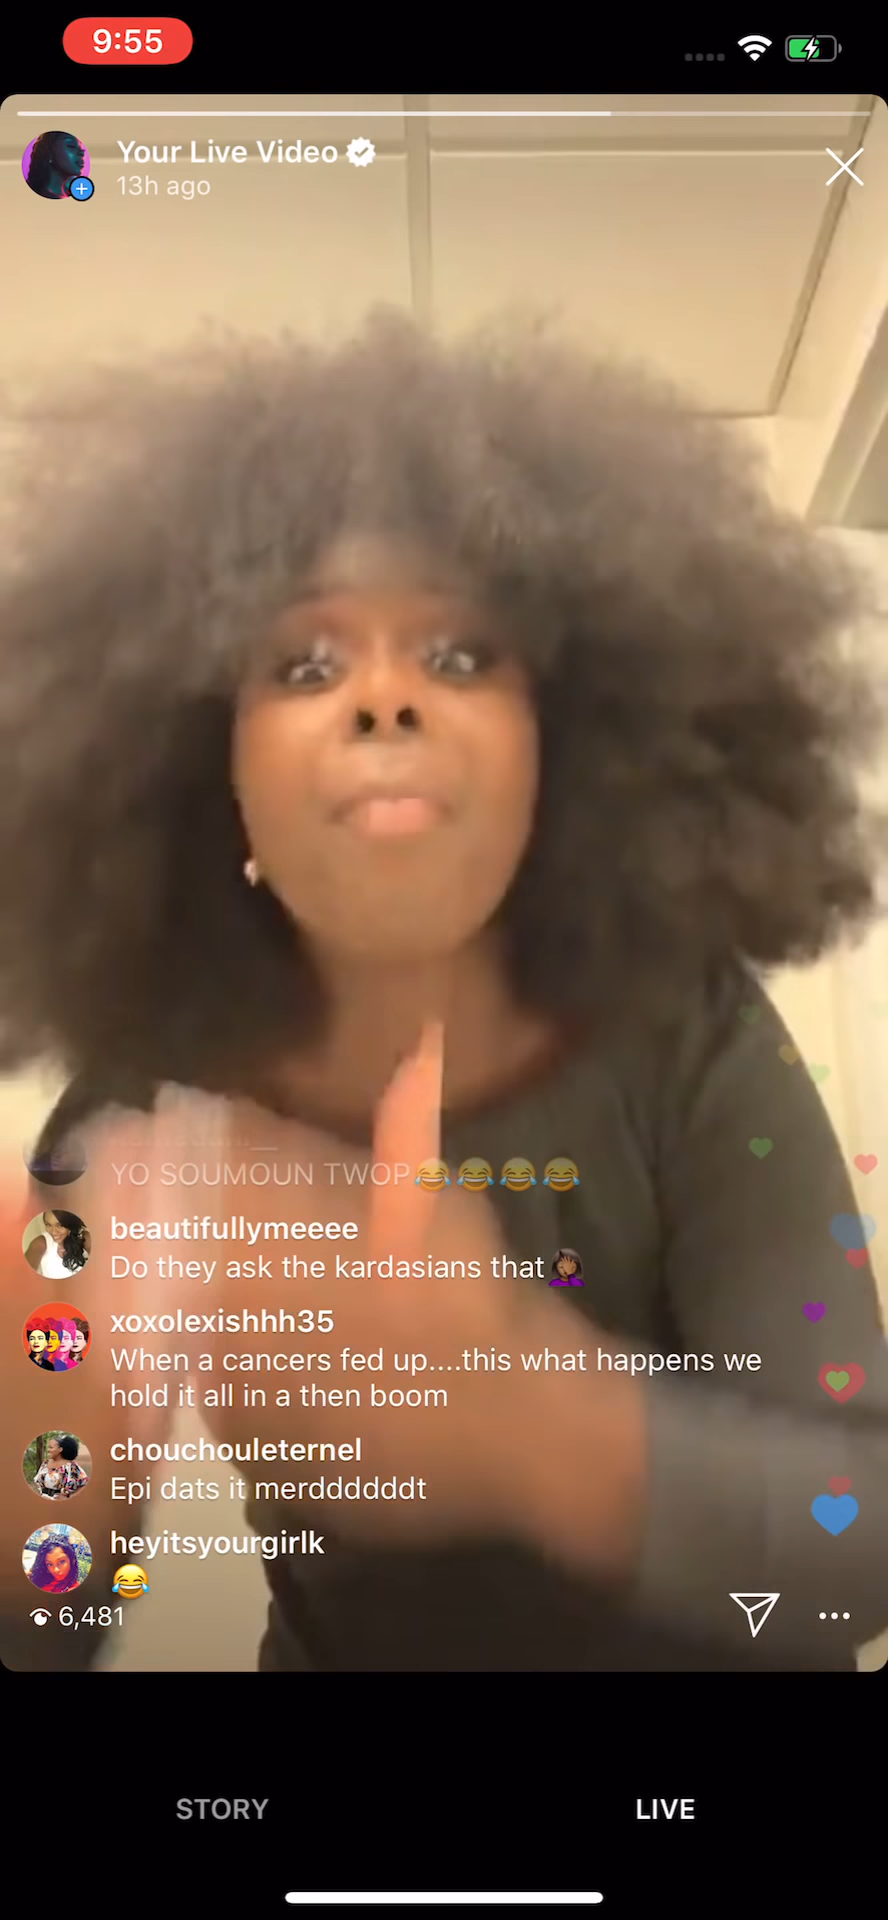 9:55
Your Live Video
13h ago
YO SOUMOUN TWOP😂😂😂😂
beautifullymeeee
Do they ask the kardasians that🤦🏾‍♀️
xoxolexishhh35
When a cancers fed up....this what happens we
hold it all in a then boom
chouchouleternel
Epi dats it merddddddt
heyitsyourgirlk
😂
6,481
STORY
LIVE